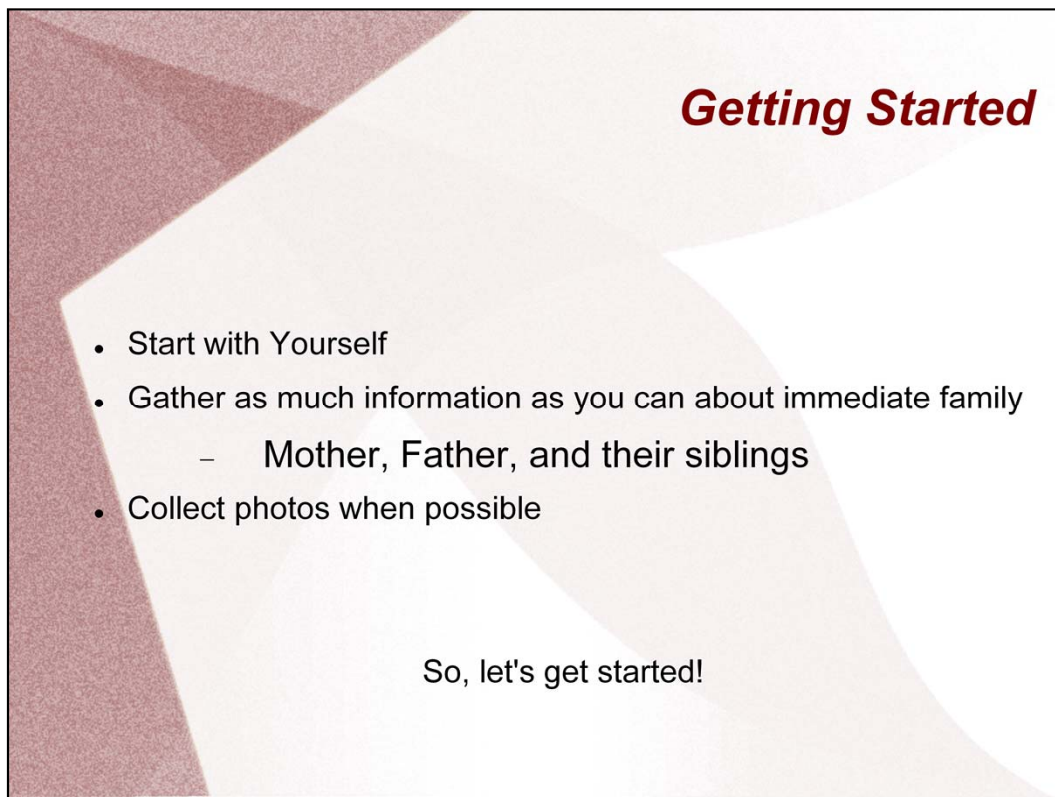 Getting Started
• Start with Yourself
• Gather as much information as you can about immediate family
– Mother, Father, and their siblings
• Collect photos when possible
So, let's get started!